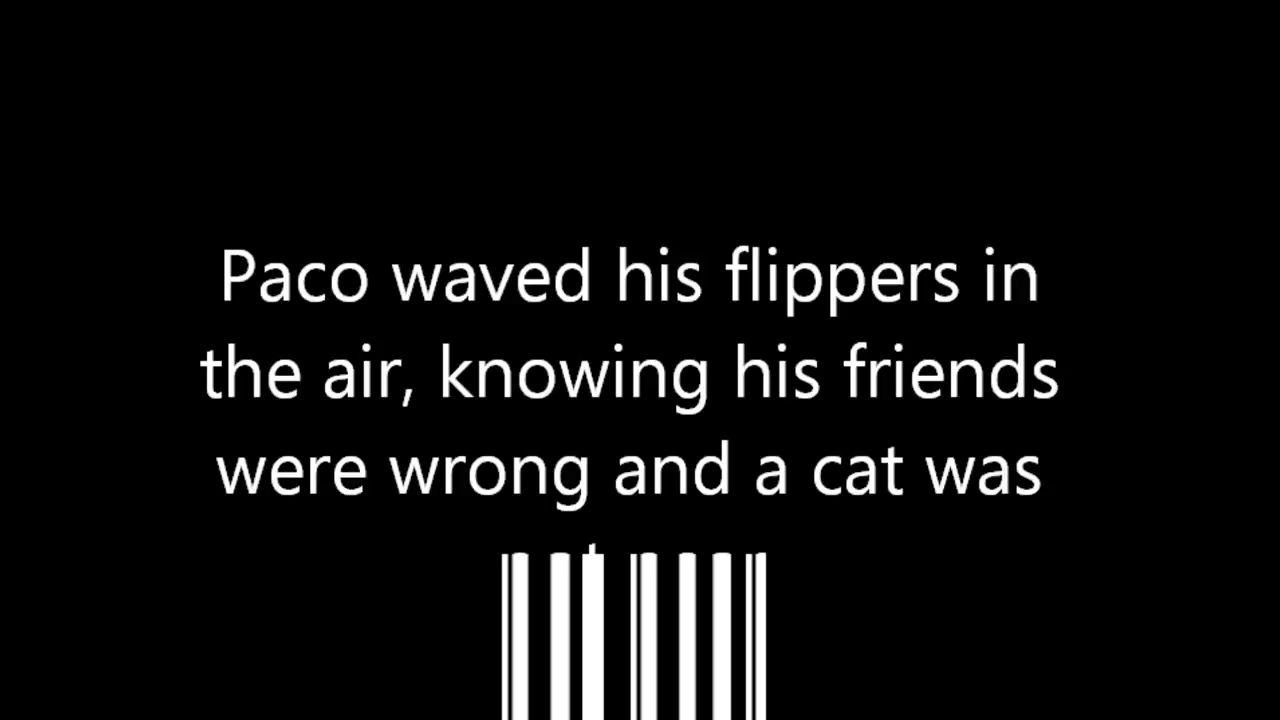 Paco waved his flippers in
the air, knowing his friends
were wrong and a cat was